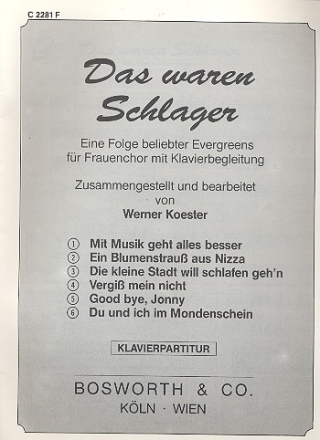 C 2281 F
Das waren
Schlager
Eine Folge beliebter Evergreens
für Frauenchor mit Klavierbegleitung
Zusammengestellt und bearbeitet
von
Werner Koester
1 Mit Musik geht alles besser
2 Ein Blumenstrauß aus Nizza
3 Die kleine Stadt will schlafen geh'n
4 Vergiß mein nicht
5 Good bye, Jonny
6 Du und ich im Mondenschein
KLAVIERPARTITUR
BOSWORTH & CO.
KÖLN · WIEN